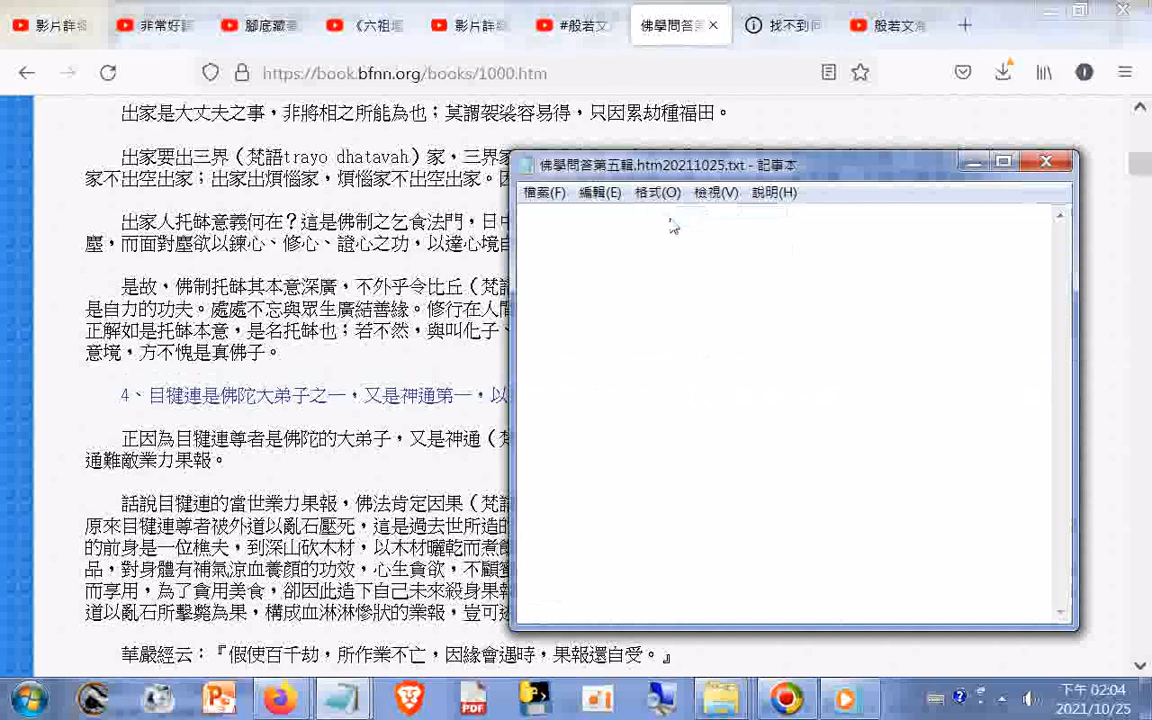 影片詳細
非常好聽
腳底藏著
《六祖壇
影片詳細
#般若文
佛學問答第
找不到伺
般若文海
https://book.bfnn.org/books/1000.htm
出家是大丈夫之事，非將相之所能為也；莫謂袈裟容易得，只因累劫種福田。
出家要出三界（梵語trayo dhatavah）家，三界家
家不出空出家；出家出煩惱家，煩惱家不出空出家。因
出家人托缽意義何在？這是佛制之乞食法門，日中
塵，而面對塵欲以鍊心、修心、證心之功，以達心境自
是故，佛制托缽其本意深廣，不外乎令比丘（梵語
是自力的功夫。處處不忘與眾生廣結善緣。修行在人間
正解如是托缽本意，是名托缽也；若不然，與叫化子、
意境，方不愧是真佛子。
4、目犍連是佛陀大弟子之一，又是神通第一，以
正因為目犍連尊者是佛陀的大弟子，又是神通（梵
通難敵業力果報。
話說目犍連的當世業力果報，佛法肯定因果（梵語
原來目犍連尊者被外道以亂石壓死，這是過去世所造的
的前身是一位樵夫，到深山砍木材，以木材曬乾而煮飯
品，對身體有補氣涼血養顏的功效，心生貪欲，不顧蜜
而享用，為了貪用美食，卻因此造下自己未來殺身果報
道以亂石所擊斃為果，構成血淋淋慘狀的業報，豈可逃
華嚴經云：『假使百千劫，所作業不亡，因緣會遇時，果報還自受。』
佛學問答第五輯.htm20211025.txt - 記事本
檔案(F) 編輯(E) 格式(O) 檢視(V) 說明(H)
下午 02:04
2021/10/25